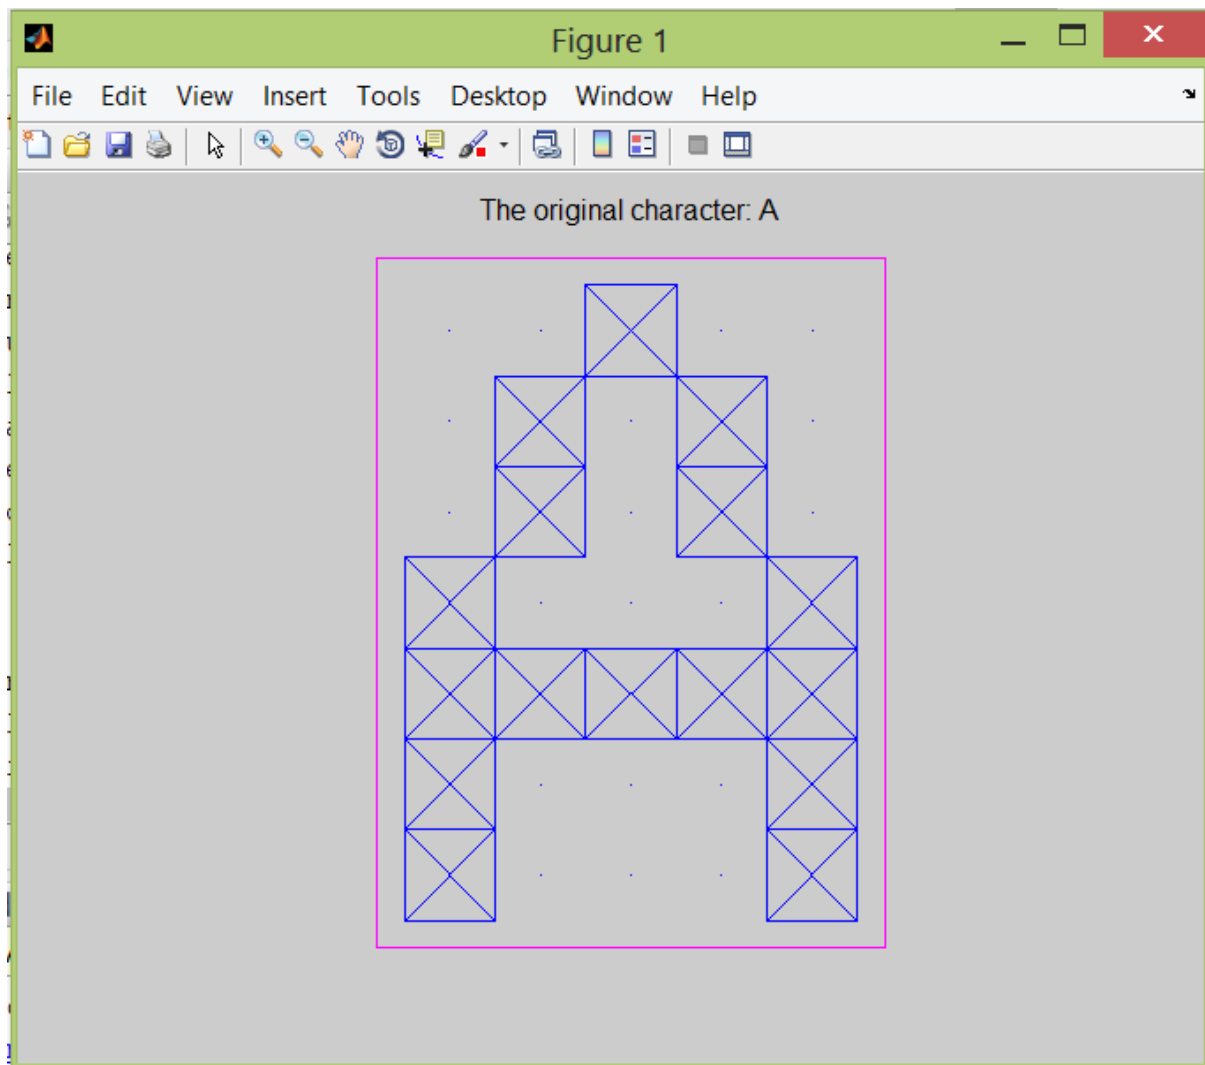 Figure 1
File Edit View Insert Tools Desktop Window Help
The original character: A